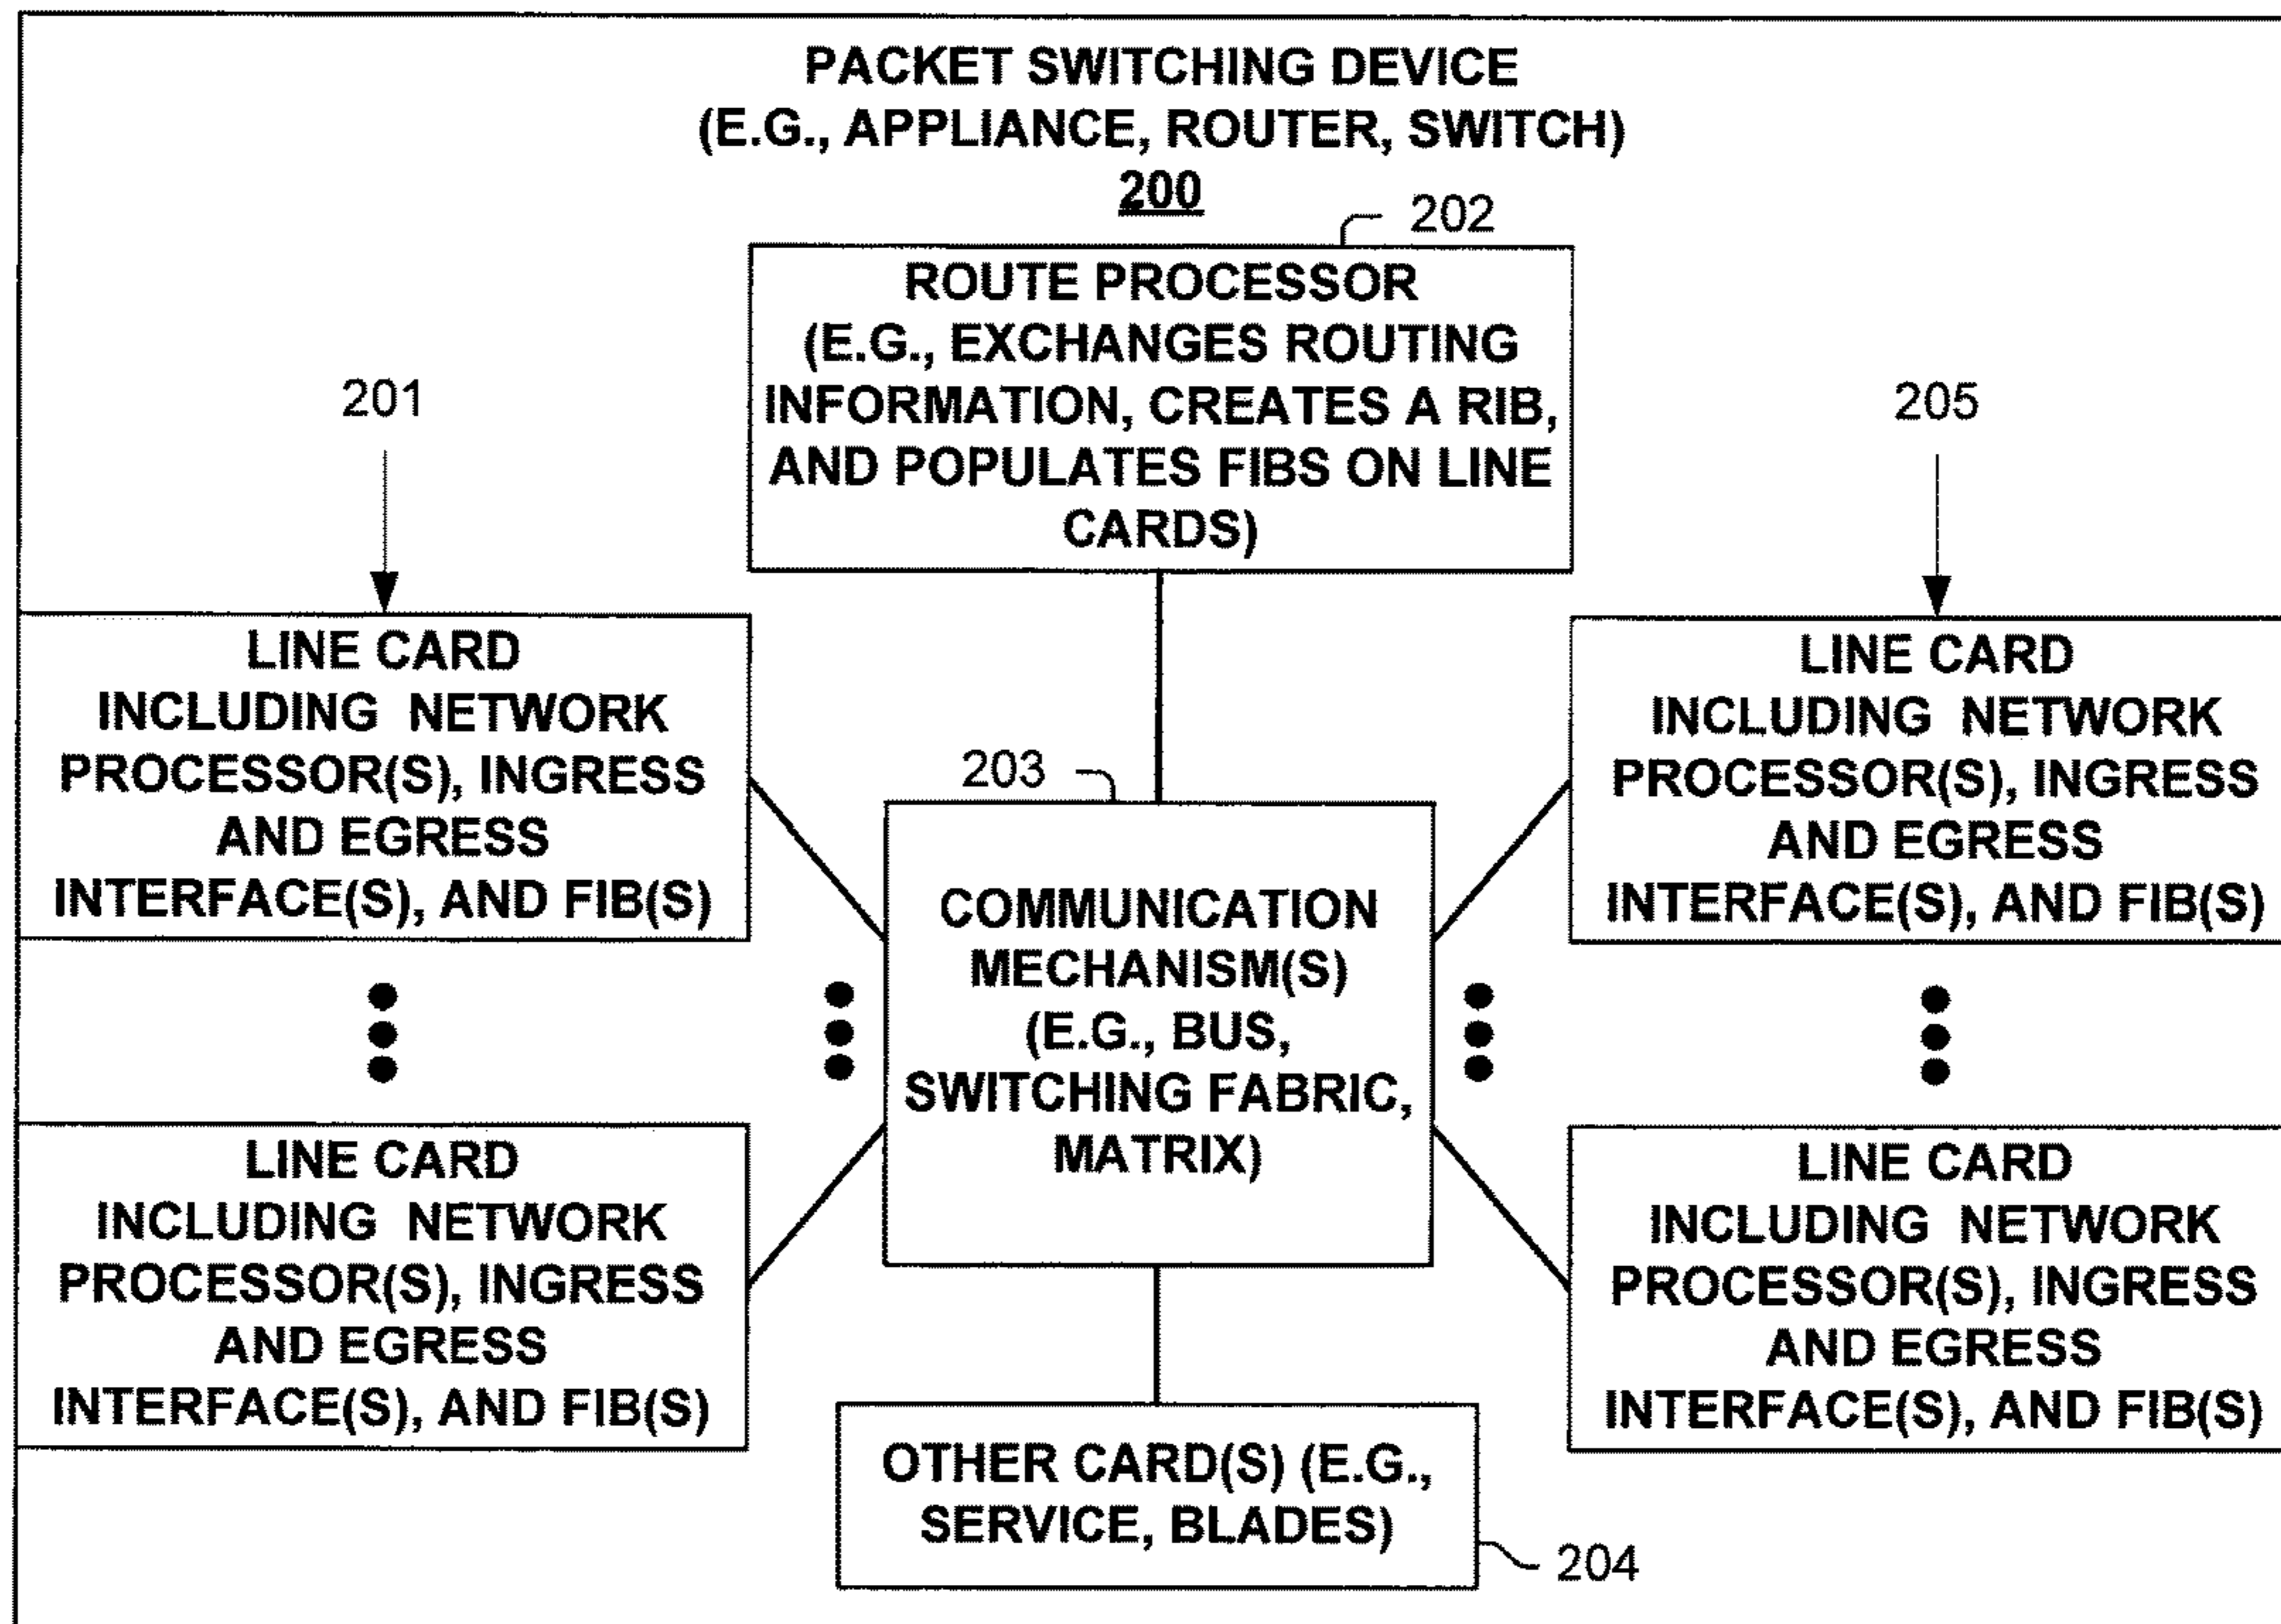 PACKET SWITCHING DEVICE
(E.G., APPLIANCE, ROUTER, SWITCH)
200
202
ROUTE PROCESSOR
(E.G., EXCHANGES ROUTING
INFORMATION, CREATES A RIB,
AND POPULATES FIBS ON LINE
CARDS)
201
205
LINE CARD
INCLUDING NETWORK
PROCESSOR(S), INGRESS
AND EGRESS
INTERFACE(S), AND FIB(S)
LINE CARD
INCLUDING NETWORK
PROCESSOR(S), INGRESS
AND EGRESS
INTERFACE(S), AND FIB(S)
203
COMMUNICATION
MECHANISM(S)
(E.G., BUS,
SWITCHING FABRIC,
MATRIX)
LINE CARD
INCLUDING NETWORK
PROCESSOR(S), INGRESS
AND EGRESS
INTERFACE(S), AND FIB(S)
LINE CARD
INCLUDING NETWORK
PROCESSOR(S), INGRESS
AND EGRESS
INTERFACE(S), AND FIB(S)
OTHER CARD(S) (E.G.,
SERVICE, BLADES)
204